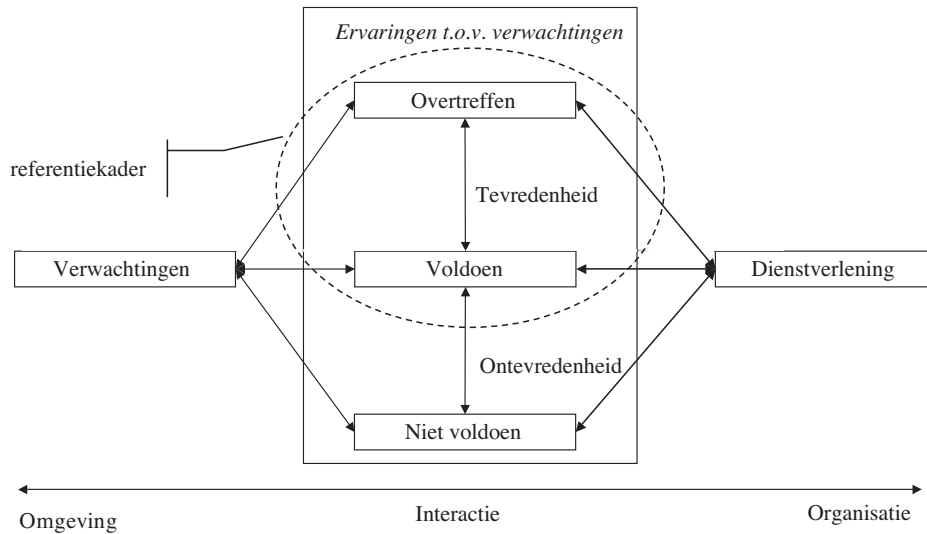 Ervaringen t.o.v. verwachtingen
Overtreffen
referentiekader
Tevredenheid
Verwachtingen
Voldoen
Dienstverlening
Ontevredenheid
Niet voldoen
Omgeving
Interactie
Organisatie